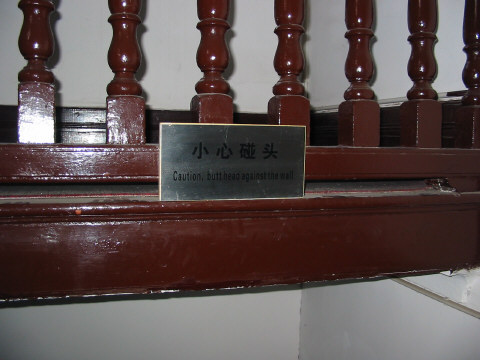 小心碰头
Caution, butt head against the wall